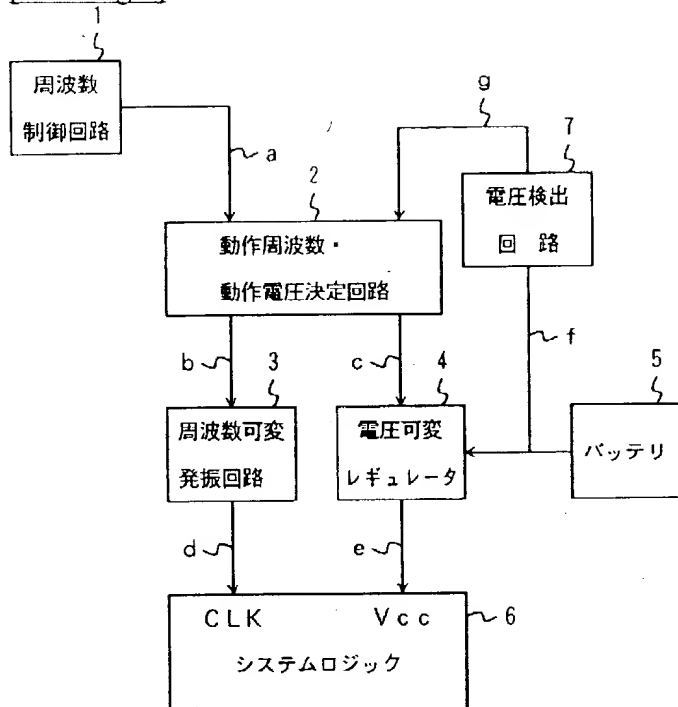 1
周波数
制御回路
a
g
7
電圧検出
回 路
2
動作周波数・
動作電圧決定回路
f
b
c
3
周波数可変
発振回路
4
電圧可変
レギュレータ
5
バッテリ
d
e
CLK
Vcc
6
システムロジック